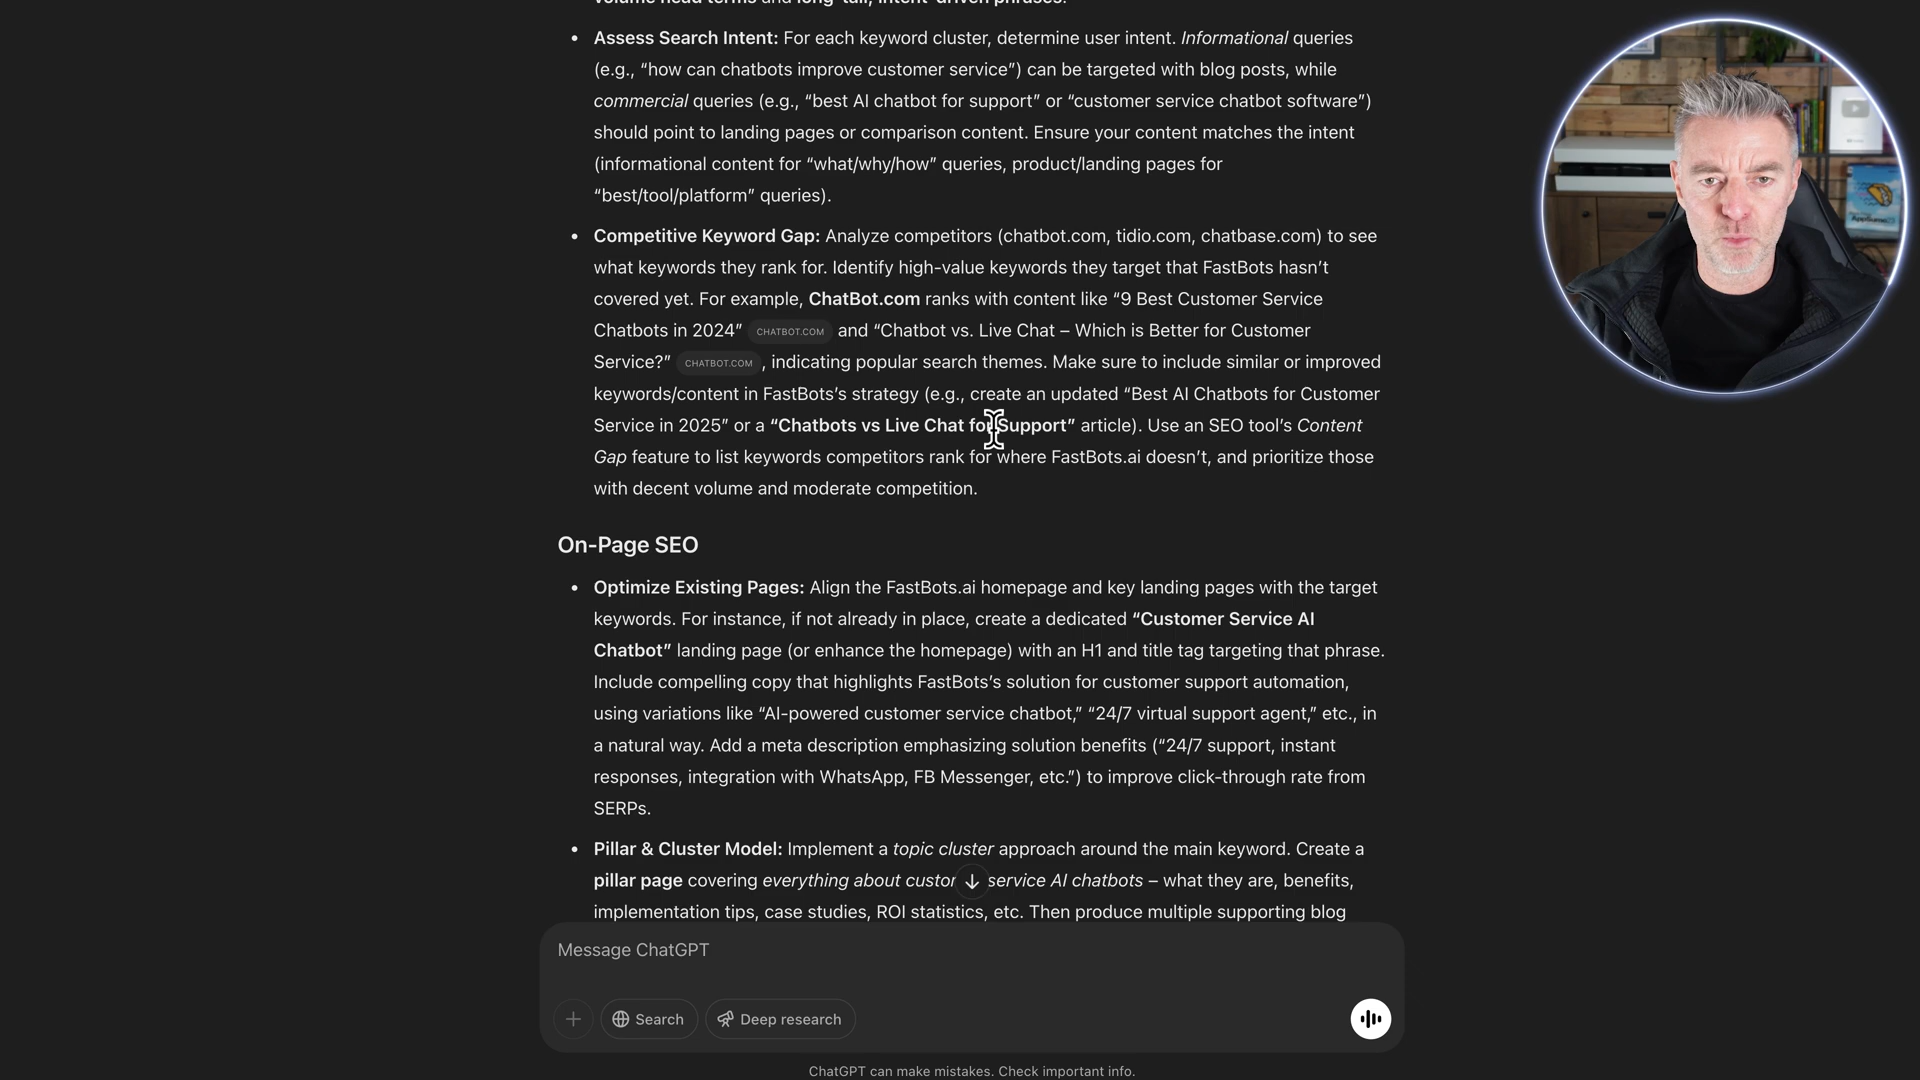 volume head terms and long-tail, intent-driven phrases.
• Assess Search Intent: For each keyword cluster, determine user intent. Informational queries
(e.g., “how can chatbots improve customer service”) can be targeted with blog posts, while
commercial queries (e.g., “best AI chatbot for support” or “customer service chatbot software”)
should point to landing pages or comparison content. Ensure your content matches the intent
(informational content for “what/why/how” queries, product/landing pages for
“best/tool/platform” queries).
• Competitive Keyword Gap: Analyze competitors (chatbot.com, tidio.com, chatbase.com) to see
what keywords they rank for. Identify high-value keywords they target that FastBots hasn’t
covered yet. For example, ChatBot.com ranks with content like “9 Best Customer Service
Chatbots in 2024” CHATBOT.COM and “Chatbot vs. Live Chat – Which is Better for Customer
Service?” CHATBOT.COM , indicating popular search themes. Make sure to include similar or improved
keywords/content in FastBots’s strategy (e.g., create an updated “Best AI Chatbots for Customer
Service in 2025” or a “Chatbots vs Live Chat for Support” article). Use an SEO tool’s Content
Gap feature to list keywords competitors rank for where FastBots.ai doesn’t, and prioritize those
with decent volume and moderate competition.
On-Page SEO
• Optimize Existing Pages: Align the FastBots.ai homepage and key landing pages with the target
keywords. For instance, if not already in place, create a dedicated “Customer Service AI
Chatbot” landing page (or enhance the homepage) with an H1 and title tag targeting that phrase.
Include compelling copy that highlights FastBots’s solution for customer support automation,
using variations like “AI-powered customer service chatbot,” “24/7 virtual support agent,” etc., in
a natural way. Add a meta description emphasizing solution benefits (“24/7 support, instant
responses, integration with WhatsApp, FB Messenger, etc.”) to improve click-through rate from
SERPs.
• Pillar & Cluster Model: Implement a topic cluster approach around the main keyword. Create a
pillar page covering everything about custo service AI chatbots – what they are, benefits,
implementation tips, case studies, ROI statistics, etc. Then produce multiple supporting blog
Message ChatGPT
Search
Deep research
ChatGPT can make mistakes. Check important info.
AppSumo